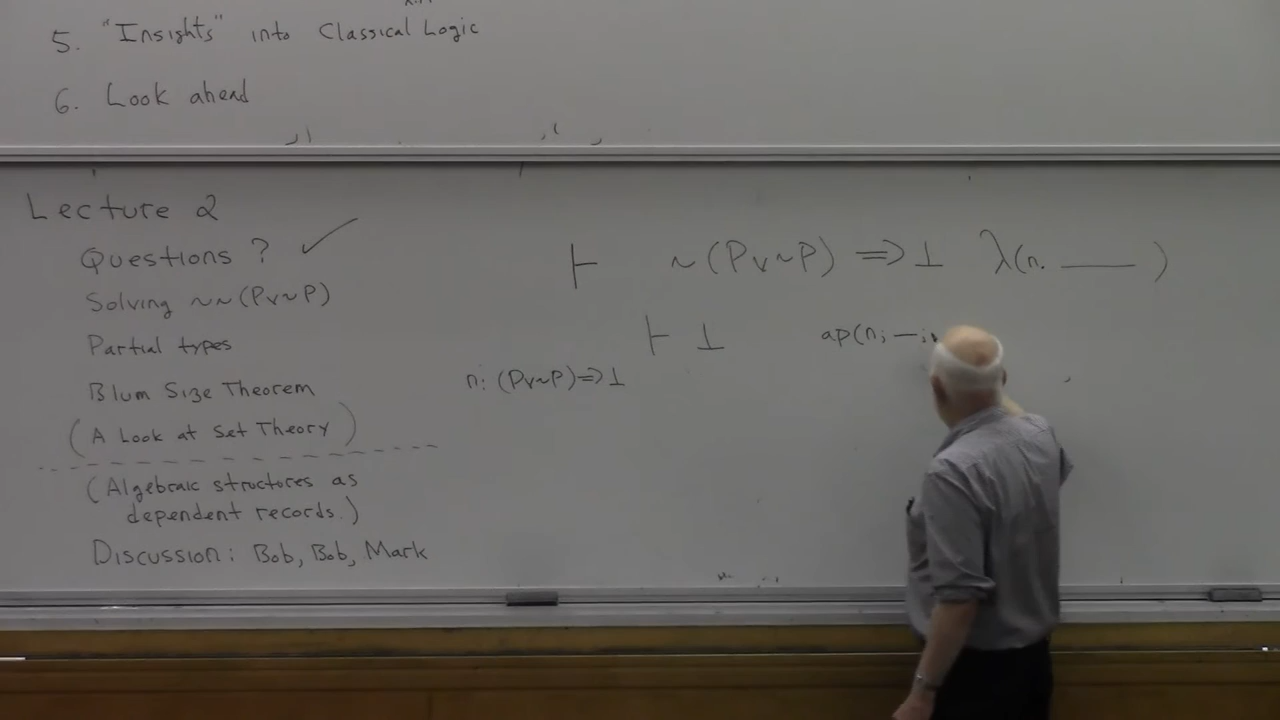 5. "Insights" into Classical Logic
6. Look ahead
Lecture 2
Questions ? ✓
Solving ~~(P∨~P)
Partial types
Blum Size Theorem
(A Look at Set Theory)
(Algebraic structures as
dependent records.)
Discussion: Bob, Bob, Mark
⊢ ~(P∨~P) ⇒ ⊥ λ(n. ___ )
⊢ ⊥ ap(n; —;
n: (P∨~P) ⇒ ⊥